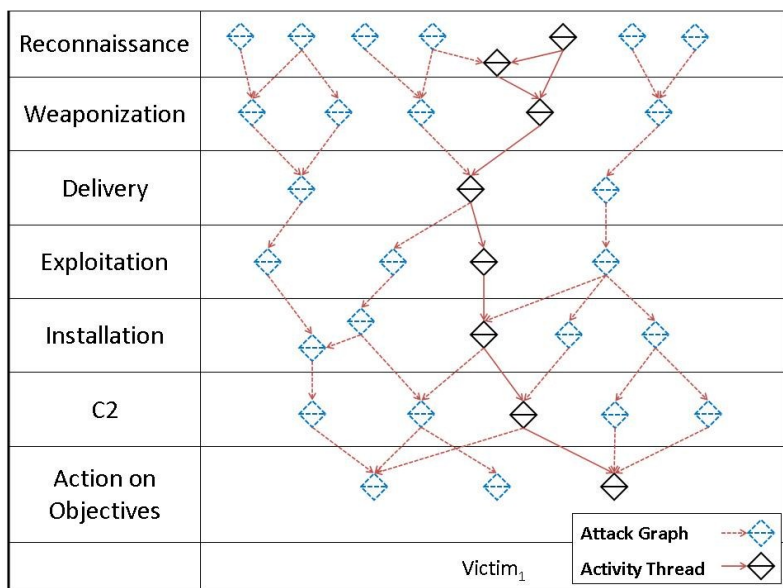 Reconnaissance
Weaponization
Delivery
Exploitation
Installation
C2
Action on
Objectives
Victim₁
Attack Graph
Activity Thread